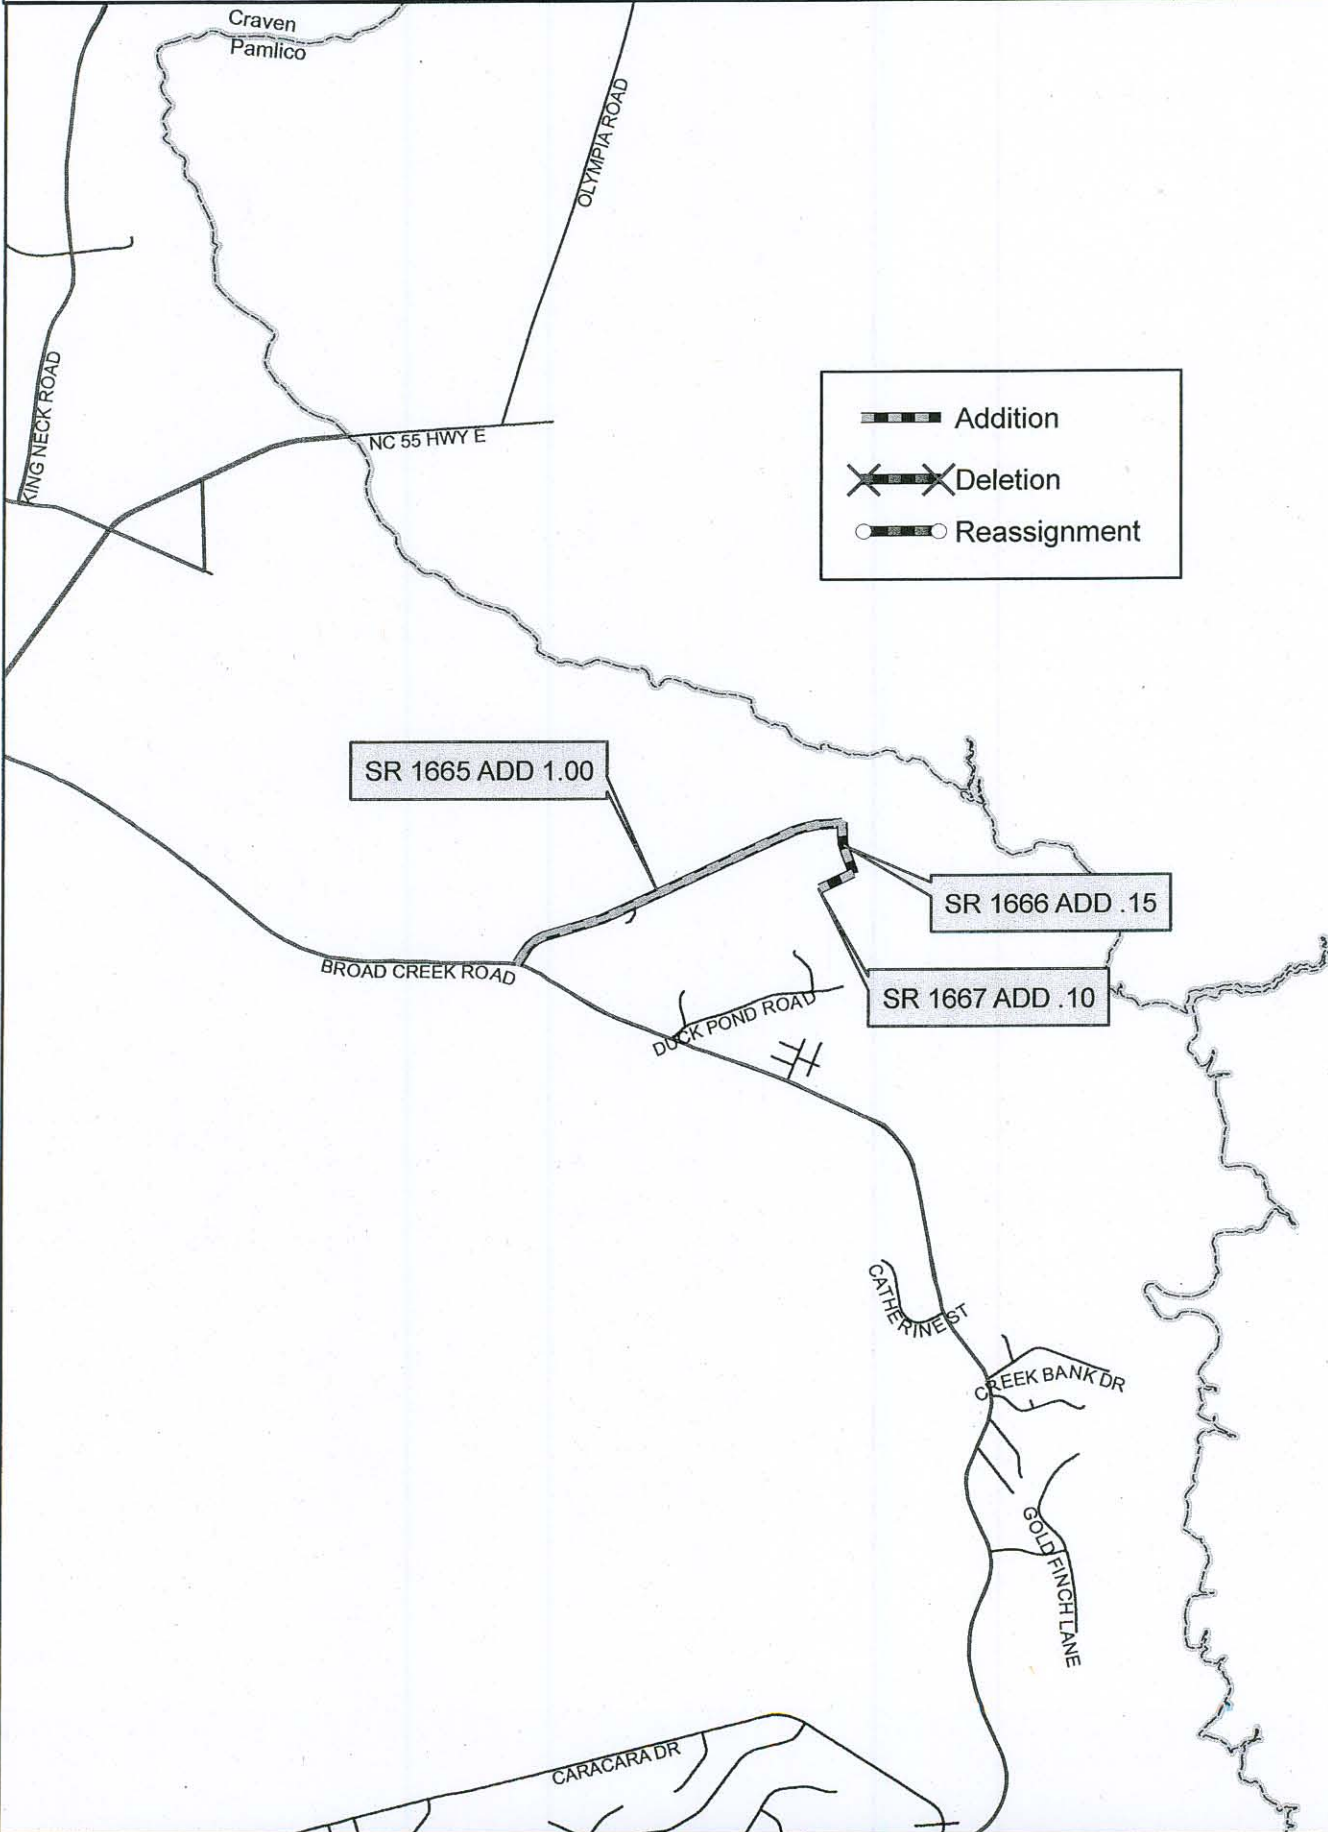 Craven
Pamlico
OLYMPIA ROAD
KING NECK ROAD
NC 55 HWY E
Addition
Deletion
Reassignment
SR 1665 ADD 1.00
SR 1666 ADD .15
BROAD CREEK ROAD
SR 1667 ADD .10
DUCK POND ROAD
CATHERINE ST
CREEK BANK DR
GOLD FINCH LANE
CARACARA DR